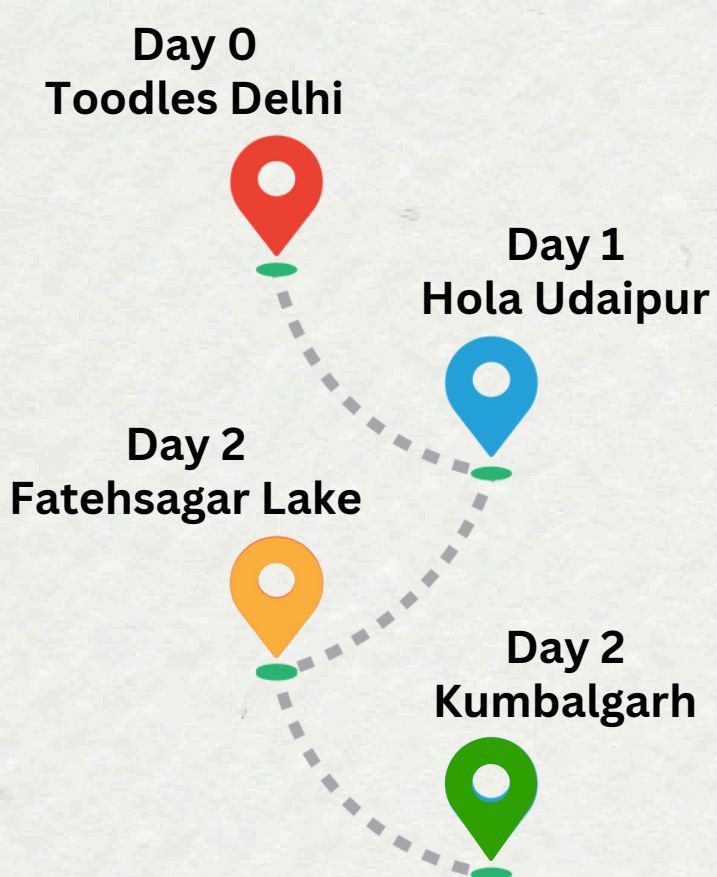 Day 0
Toodles Delhi
Day 1
Hola Udaipur
Day 2
Fatehsagar Lake
Day 2
Kumbalgarh